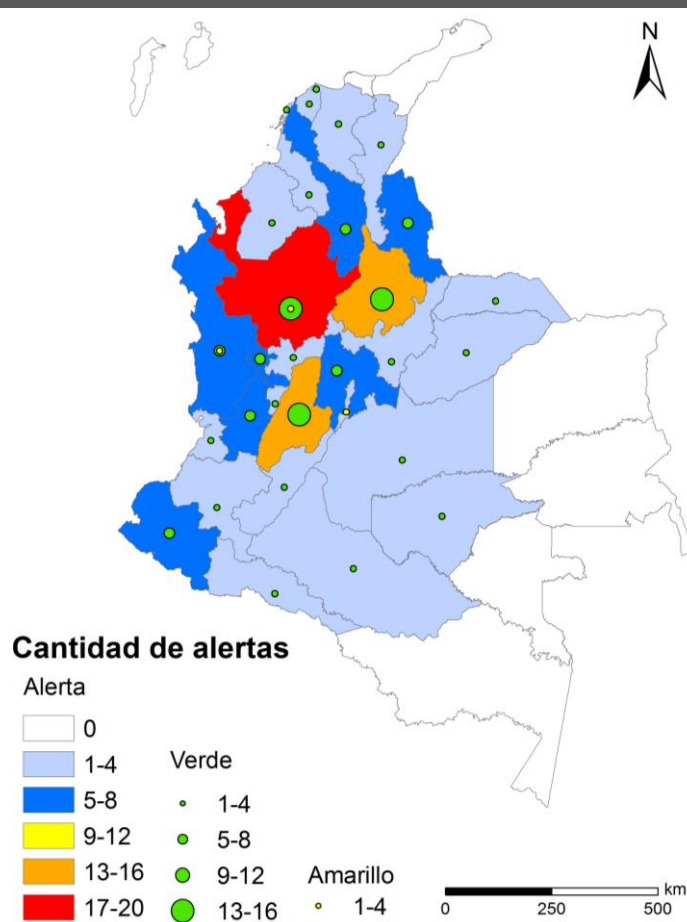 N
Cantidad de alertas
Alerta
0
1-4
5-8
9-12
13-16
17-20
Verde
1-4
5-8
9-12
13-16
Amarillo
1-4
km
0 250 500